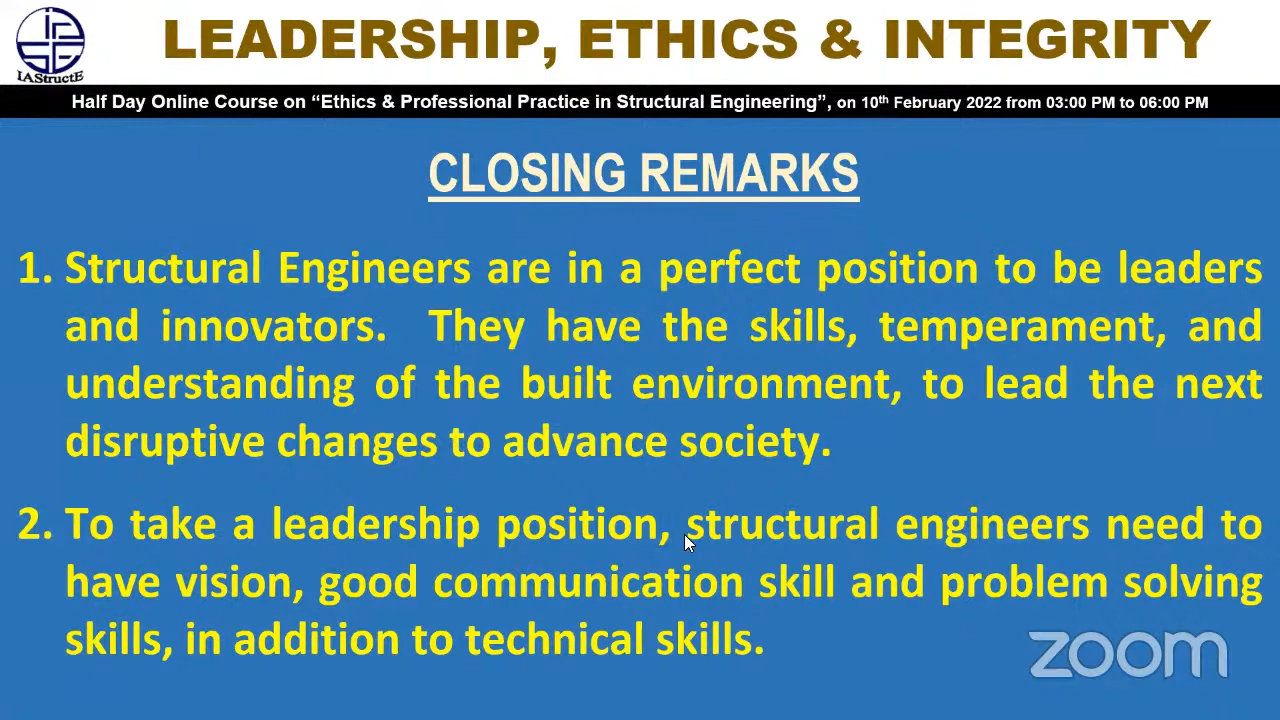 LEADERSHIP, ETHICS & INTEGRITY
IAStructE
Half Day Online Course on “Ethics & Professional Practice in Structural Engineering”, on 10th February 2022 from 03:00 PM to 06:00 PM
CLOSING REMARKS
1. Structural Engineers are in a perfect position to be leaders
and innovators. They have the skills, temperament, and
understanding of the built environment, to lead the next
disruptive changes to advance society.
2. To take a leadership position, structural engineers need to
have vision, good communication skill and problem solving
skills, in addition to technical skills.
zoom